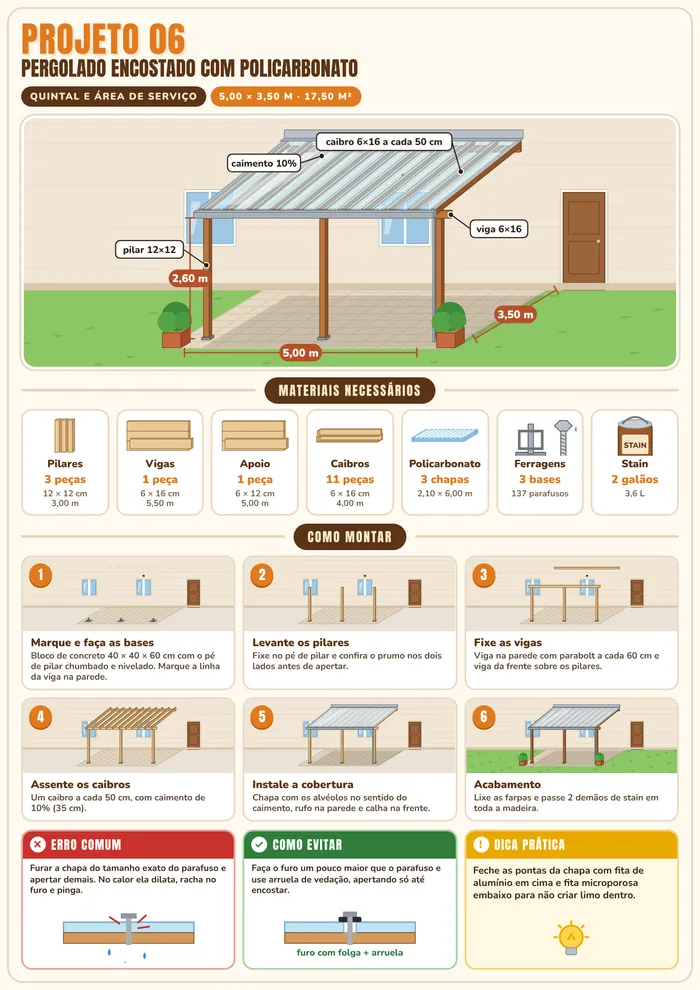 PROJETO 06
PERGOLADO ENCOSTADO COM POLICARBONATO
QUINTAL E ÁREA DE SERVIÇO
5,00 × 3,50 M · 17,50 M²
caibro 6×16 a cada 50 cm
caimento 10%
viga 6×16
pilar 12×12
2,60 m
3,50 m
5,00 m
MATERIAIS NECESSÁRIOS
Pilares
3 peças
12 × 12 cm
3,00 m
Vigas
1 peça
6 × 16 cm
5,50 m
Apoio
1 peça
6 × 12 cm
5,00 m
Caibros
11 peças
6 × 16 cm
4,00 m
Policarbonato
3 chapas
2,10 × 6,00 m
Ferragens
3 bases
137 parafusos
STAIN
Stain
2 galões
3,6 L
COMO MONTAR
1
Marque e faça as bases
Bloco de concreto 40 × 40 × 60 cm com o pé
de pilar chumbado e nivelado. Marque a linha
da viga na parede.
2
Levante os pilares
Fixe no pé de pilar e confira o prumo nos dois
lados antes de apertar.
3
Fixe as vigas
Viga na parede com parabolt a cada 60 cm e
viga da frente sobre os pilares.
4
Assente os caibros
Um caibro a cada 50 cm, com caimento de
10% (35 cm).
5
Instale a cobertura
Chapa com os alvéolos no sentido do
caimento, rufo na parede e calha na frente.
6
Acabamento
Lixe as farpas e passe 2 demãos de stain em
toda a madeira.
ERRO COMUM
Furar a chapa do tamanho exato do parafuso e
apertar demais. No calor ela dilata, racha no
furo e pinga.
COMO EVITAR
Faça o furo um pouco maior que o parafuso e
use arruela de vedação, apertando só até
encostar.
furo com folga + arruela
DICA PRÁTICA
Feche as pontas da chapa com fita de
alumínio em cima e fita microporosa
embaixo para não criar limo dentro.